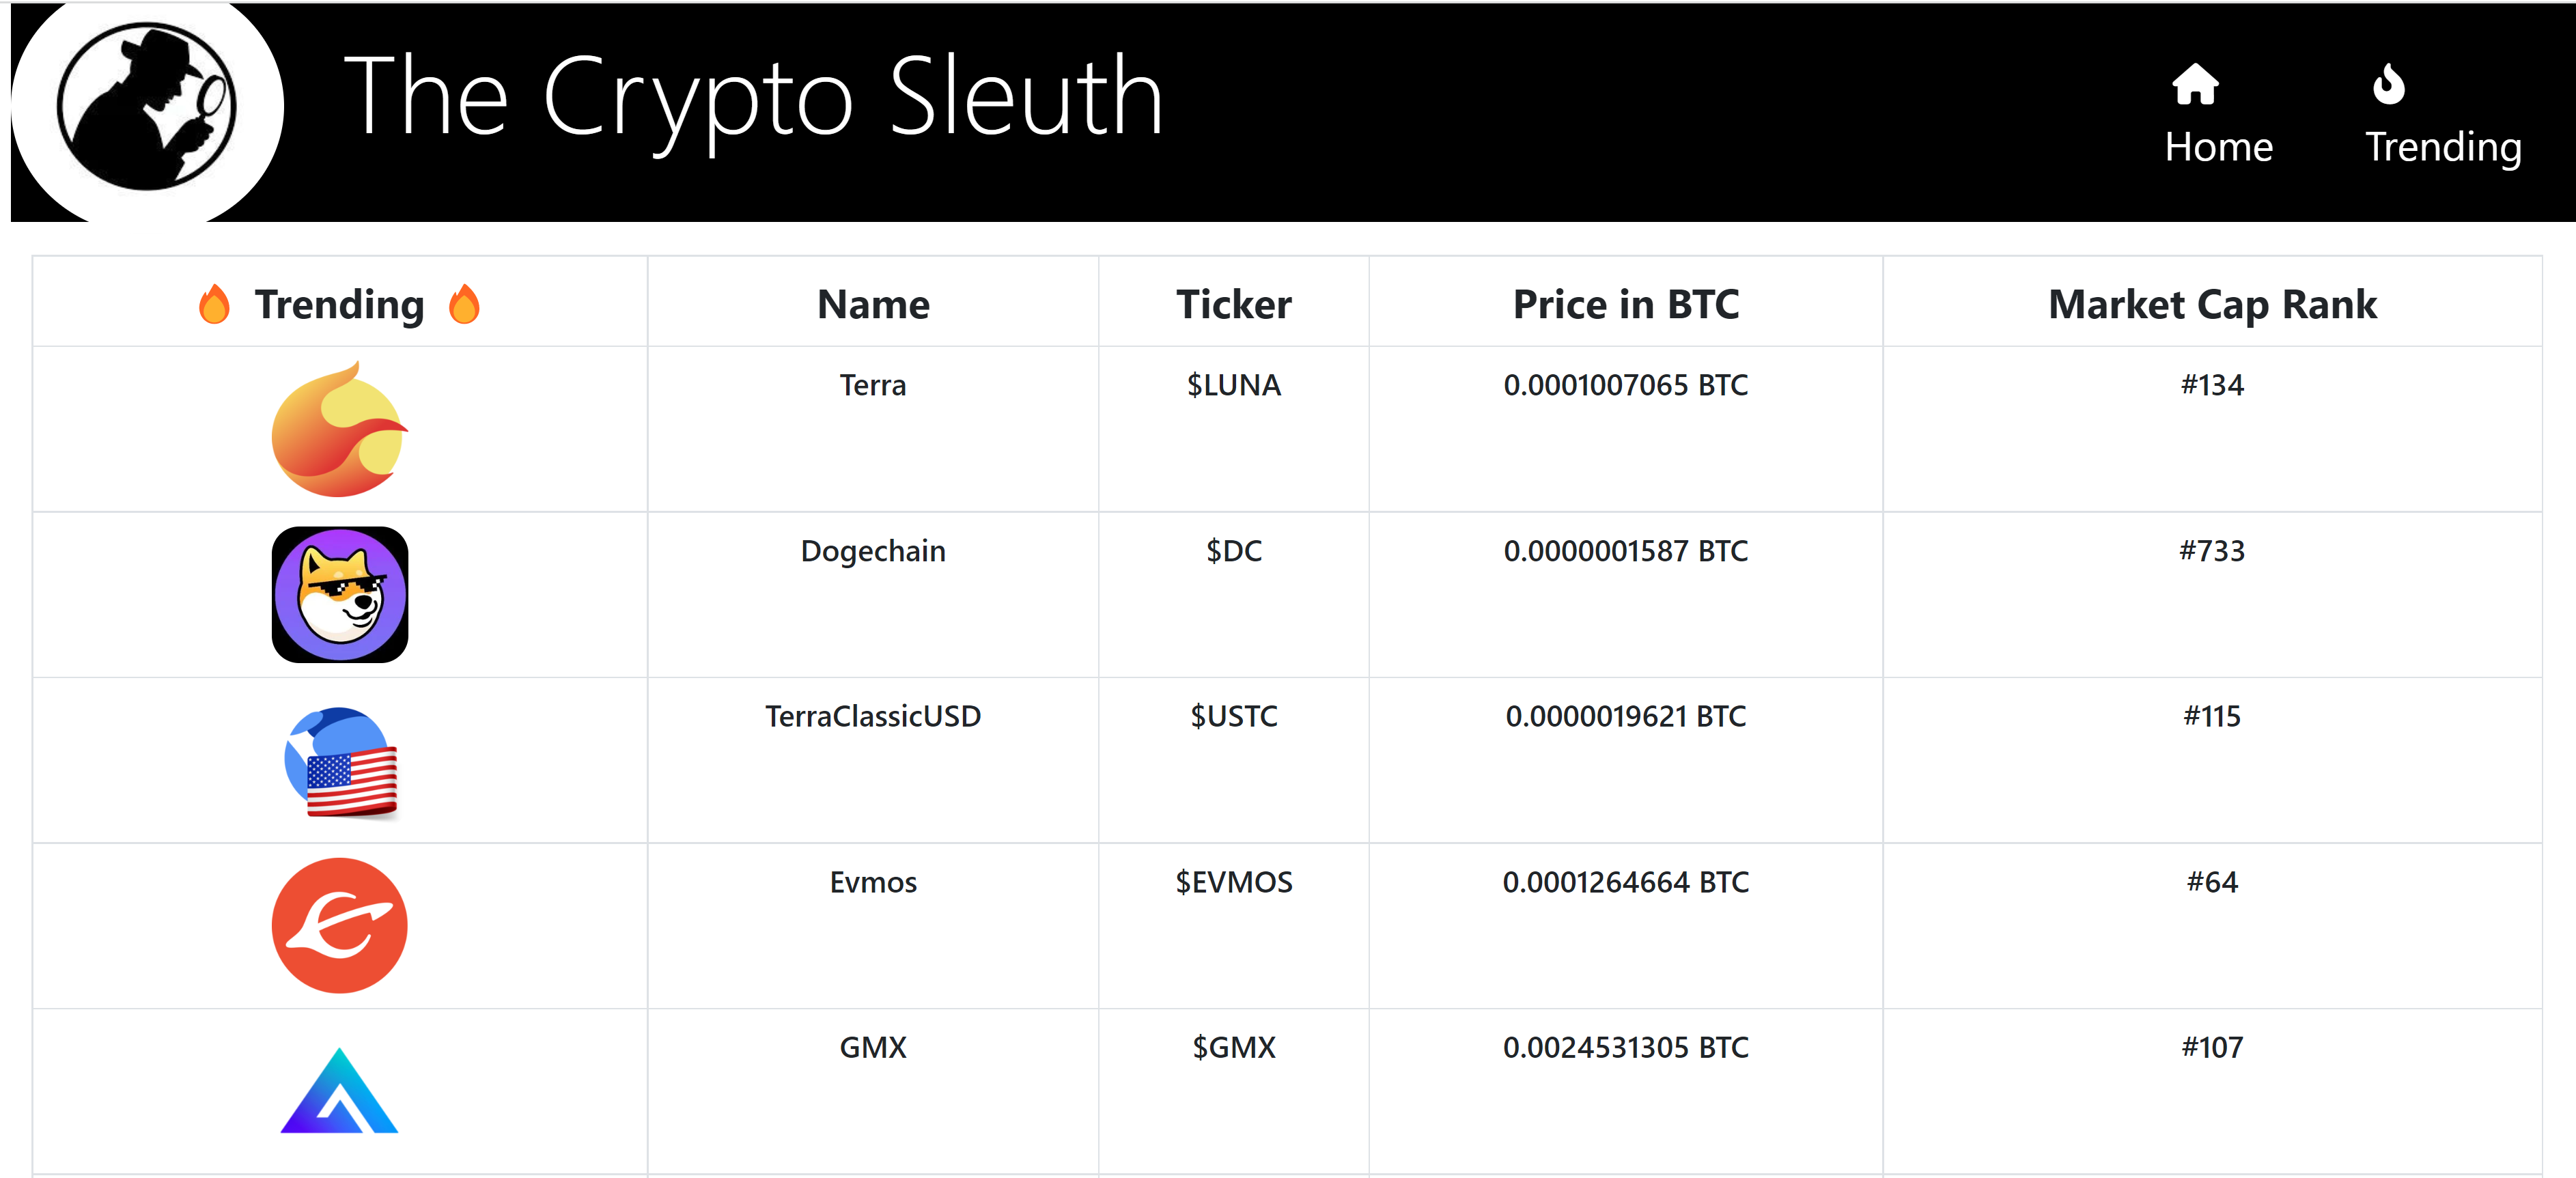 The Crypto Sleuth
Home
Trending
🔥 Trending 🔥 Name Ticker Price in BTC Market Cap Rank
Terra $LUNA 0.0001007065 BTC #134
Dogechain $DC 0.0000001587 BTC #733
TerraClassicUSD $USTC 0.0000019621 BTC #115
Evmos $EVMOS 0.0001264664 BTC #64
GMX $GMX 0.0024531305 BTC #107